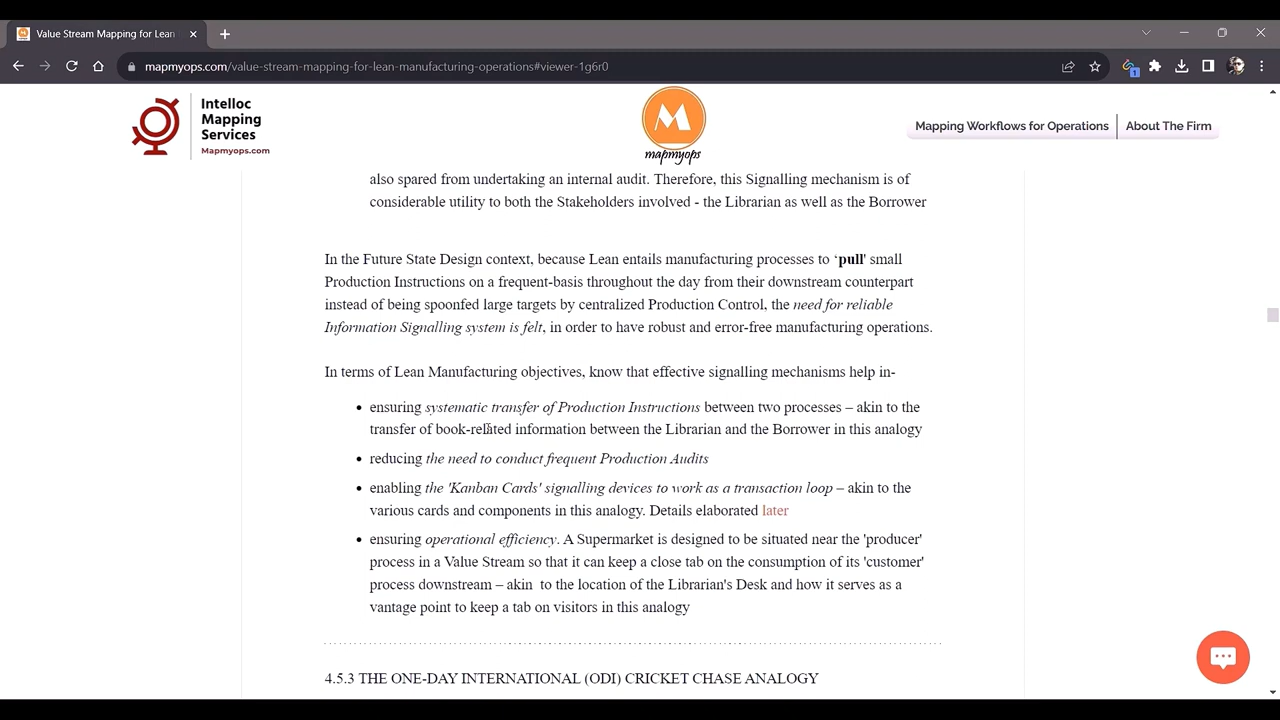 Value Stream Mapping for Lean
mapmyops.com/value-stream-mapping-for-lean-manufacturing-operations#viewer-1g6r0
1
Intelloc
Mapping
Services
Mapmyops.com
M
mapmyops
Mapping Workflows for Operations
About The Firm
also spared from undertaking an internal audit. Therefore, this Signalling mechanism is of
considerable utility to both the Stakeholders involved - the Librarian as well as the Borrower
In the Future State Design context, because Lean entails manufacturing processes to ‘pull' small
Production Instructions on a frequent-basis throughout the day from their downstream counterpart
instead of being spoonfed large targets by centralized Production Control, the need for reliable
Information Signalling system is felt, in order to have robust and error-free manufacturing operations.
In terms of Lean Manufacturing objectives, know that effective signalling mechanisms help in-
• ensuring systematic transfer of Production Instructions between two processes – akin to the
transfer of book-related information between the Librarian and the Borrower in this analogy
• reducing the need to conduct frequent Production Audits
• enabling the 'Kanban Cards' signalling devices to work as a transaction loop – akin to the
various cards and components in this analogy. Details elaborated later
• ensuring operational efficiency. A Supermarket is designed to be situated near the 'producer'
process in a Value Stream so that it can keep a close tab on the consumption of its 'customer'
process downstream – akin to the location of the Librarian's Desk and how it serves as a
vantage point to keep a tab on visitors in this analogy
4.5.3 THE ONE-DAY INTERNATIONAL (ODI) CRICKET CHASE ANALOGY